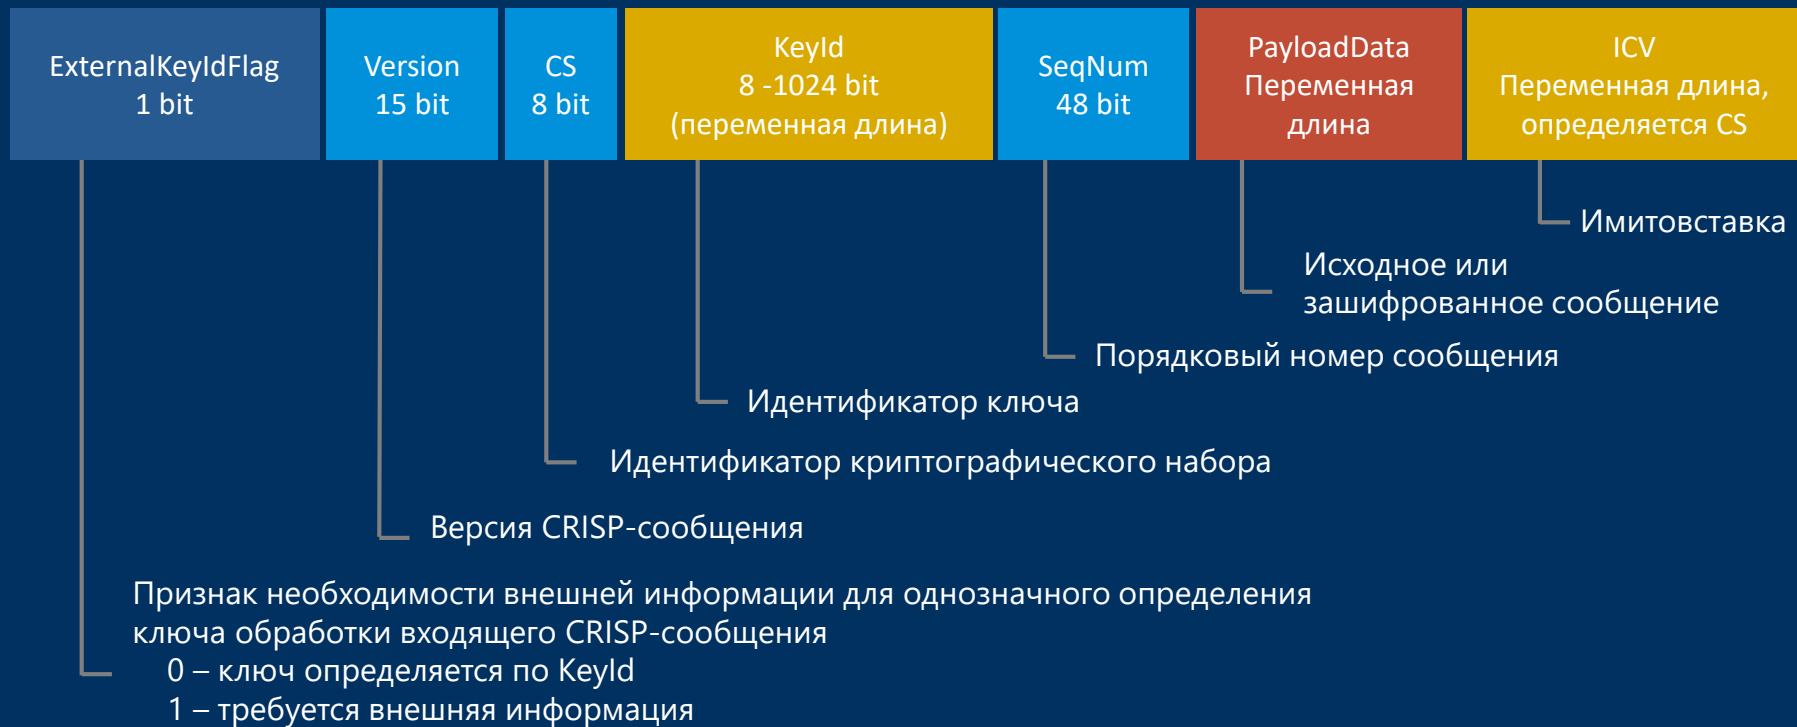 ExternalKeyIdFlag
1 bit
Version
15 bit
CS
8 bit
KeyId
8 -1024 bit
(переменная длина)
SeqNum
48 bit
PayloadData
Переменная
длина
ICV
Переменная длина,
определяется CS
Имитовставка
Исходное или
зашифрованное сообщение
Порядковый номер сообщения
Идентификатор ключа
Идентификатор криптографического набора
Версия CRISP-сообщения
Признак необходимости внешней информации для однозначного определения
ключа обработки входящего CRISP-сообщения
0 – ключ определяется по KeyId
1 – требуется внешняя информация